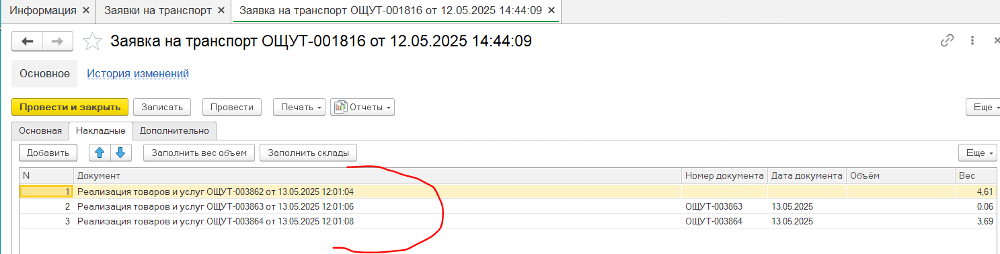 Информация × Заявки на транспорт × Заявка на транспорт ОЩУТ-001816 от 12.05.2025 14:44:09 ×
Заявка на транспорт ОЩУТ-001816 от 12.05.2025 14:44:09
Основное История изменений
Провести и закрыть Записать Провести Печать Отчеты Еще
Основная Накладные Дополнительно
Добавить Заполнить вес объем Заполнить склады Еще
N Документ Номер документа Дата документа Объём Вес
1 Реализация товаров и услуг ОЩУТ-003862 от 13.05.2025 12:01:04 4,61
2 Реализация товаров и услуг ОЩУТ-003863 от 13.05.2025 12:01:06 ОЩУТ-003863 13.05.2025 0,06
3 Реализация товаров и услуг ОЩУТ-003864 от 13.05.2025 12:01:08 ОЩУТ-003864 13.05.2025 3,69